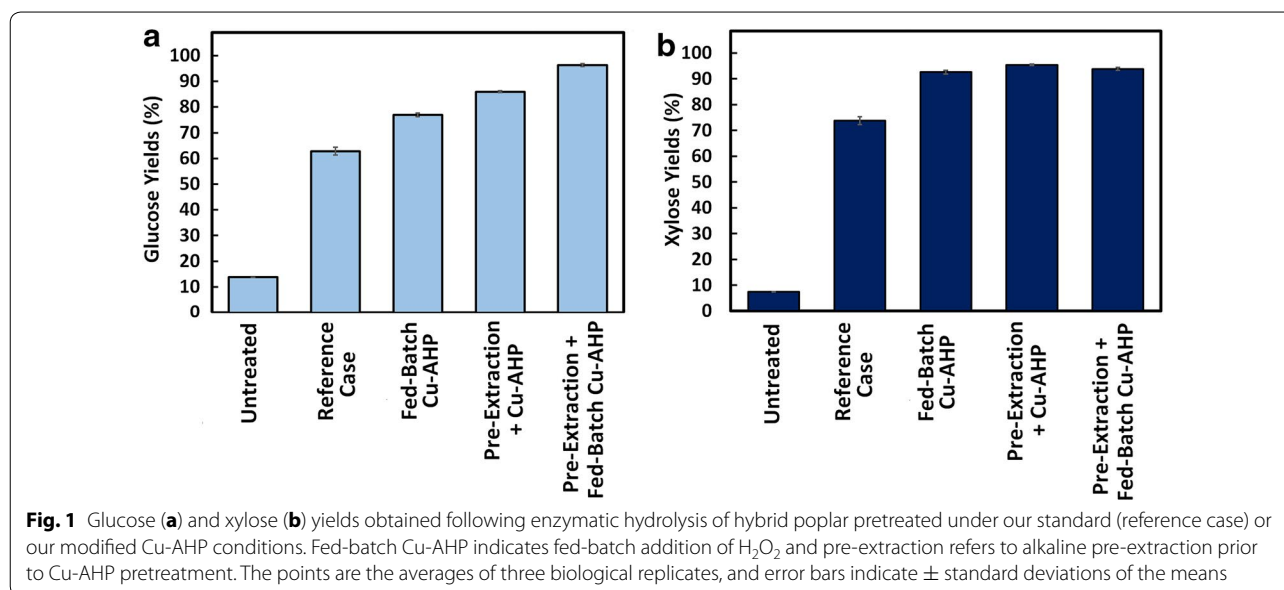 a
Glucose Yields (%)
100
90
80
70
60
50
40
30
20
10
0
Untreated
Reference
Case
Fed-Batch
Cu-AHP
Pre-Extraction
+ Cu-AHP
Pre-Extraction +
Fed-Batch Cu-AHP
b
Xylose Yields (%)
100
90
80
70
60
50
40
30
20
10
0
Untreated
Reference
Case
Fed-Batch
Cu-AHP
Pre-Extraction
+ Cu-AHP
Pre-Extraction +
Fed-Batch Cu-AHP
Fig. 1 Glucose (a) and xylose (b) yields obtained following enzymatic hydrolysis of hybrid poplar pretreated under our standard (reference case) or
our modified Cu-AHP conditions. Fed-batch Cu-AHP indicates fed-batch addition of H₂O₂ and pre-extraction refers to alkaline pre-extraction prior
to Cu-AHP pretreatment. The points are the averages of three biological replicates, and error bars indicate ± standard deviations of the means